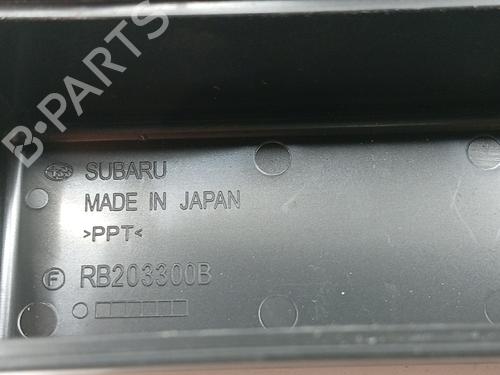 B-PARTS
SUBARU
MADE IN JAPAN
>PPT<
F RB203300B